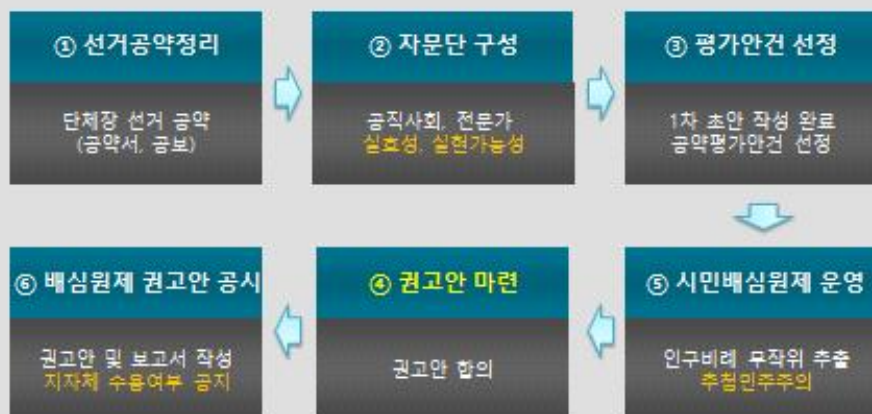 ① 선거공약정리
단체장 선거 공약
(공약서, 공보)
② 자문단 구성
공직사회, 전문가
실효성, 실현가능성
③ 평가안건 선정
1차 초안 작성 완료
공약평가안건 선정
⑤ 시민배심원제 운영
인구비례 무작위 추출
추첨민주주의
④ 권고안 마련
권고안 합의
⑥ 배심원제 권고안 공시
권고안 및 보고서 작성
지자체 수용여부 공지